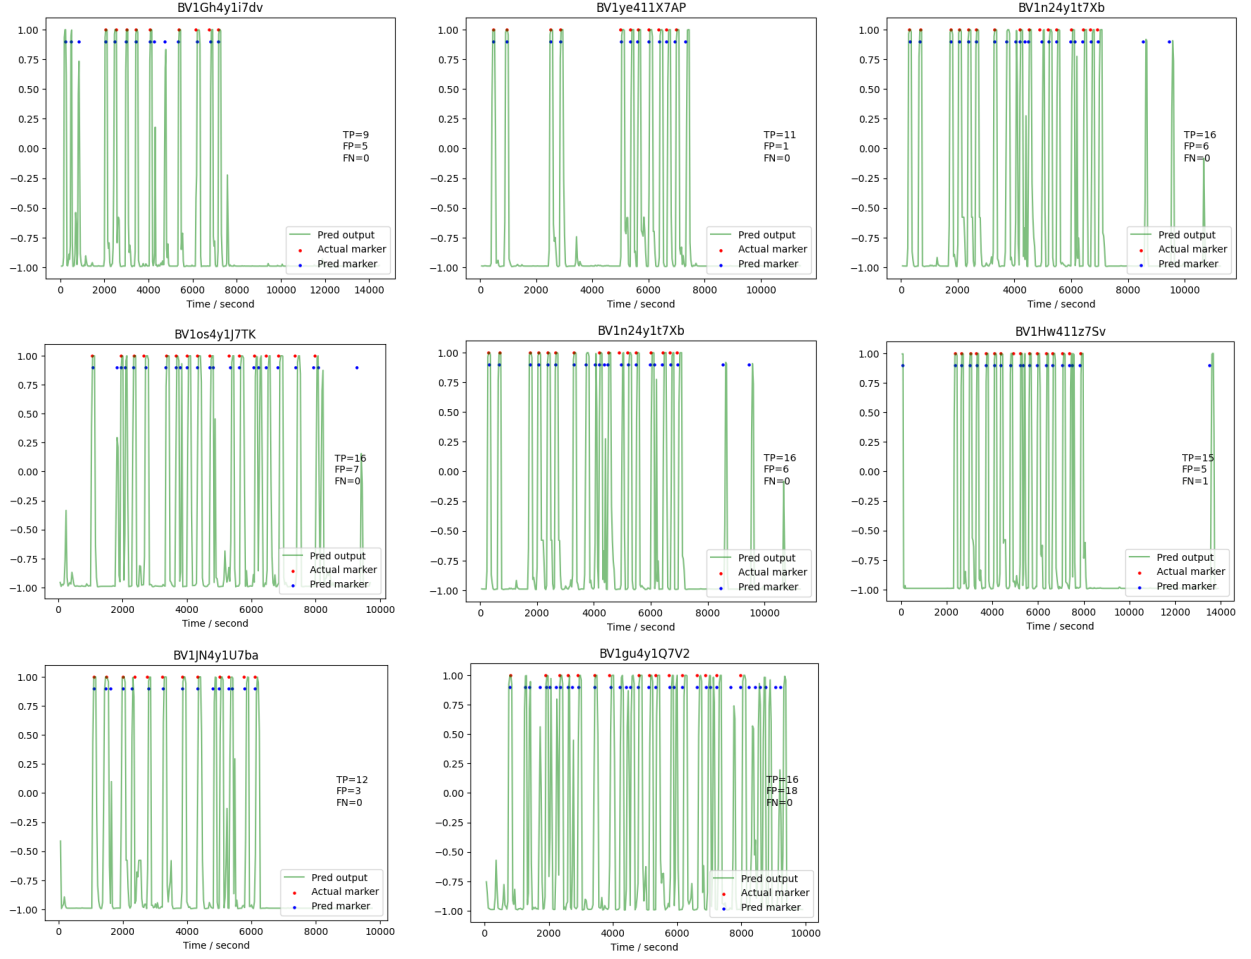 BV1Gh4y1i7dv
1.00
0.75
0.50
0.25
0.00
−0.25
−0.50
−0.75
−1.00
TP=9
FP=5
FN=0
Pred output
Actual marker
Pred marker
0 2000 4000 6000 8000 10000 12000 14000
Time / second
BV1ye411X7AP
1.00
0.75
0.50
0.25
0.00
−0.25
−0.50
−0.75
−1.00
TP=11
FP=1
FN=0
Pred output
Actual marker
Pred marker
0 2000 4000 6000 8000 10000
Time / second
BV1n24y1t7Xb
1.00
0.75
0.50
0.25
0.00
−0.25
−0.50
−0.75
−1.00
TP=16
FP=6
FN=0
Pred output
Actual marker
Pred marker
0 2000 4000 6000 8000 10000
Time / second
BV1os4y1J7TK
1.00
0.75
0.50
0.25
0.00
−0.25
−0.50
−0.75
−1.00
TP=16
FP=7
FN=0
Pred output
Actual marker
Pred marker
0 2000 4000 6000 8000 10000
Time / second
BV1n24y1t7Xb
1.00
0.75
0.50
0.25
0.00
−0.25
−0.50
−0.75
−1.00
TP=16
FP=6
FN=0
Pred output
Actual marker
Pred marker
0 2000 4000 6000 8000 10000
Time / second
BV1Hw411z7Sv
1.00
0.75
0.50
0.25
0.00
−0.25
−0.50
−0.75
−1.00
TP=15
FP=5
FN=1
Pred output
Actual marker
Pred marker
0 2000 4000 6000 8000 10000 12000 14000
Time / second
BV1JN4y1U7ba
1.00
0.75
0.50
0.25
0.00
−0.25
−0.50
−0.75
−1.00
TP=12
FP=3
FN=0
Pred output
Actual marker
Pred marker
0 2000 4000 6000 8000 10000
Time / second
BV1gu4y1Q7V2
1.00
0.75
0.50
0.25
0.00
−0.25
−0.50
−0.75
−1.00
TP=16
FP=18
FN=0
Pred output
Actual marker
Pred marker
0 2000 4000 6000 8000 10000
Time / second